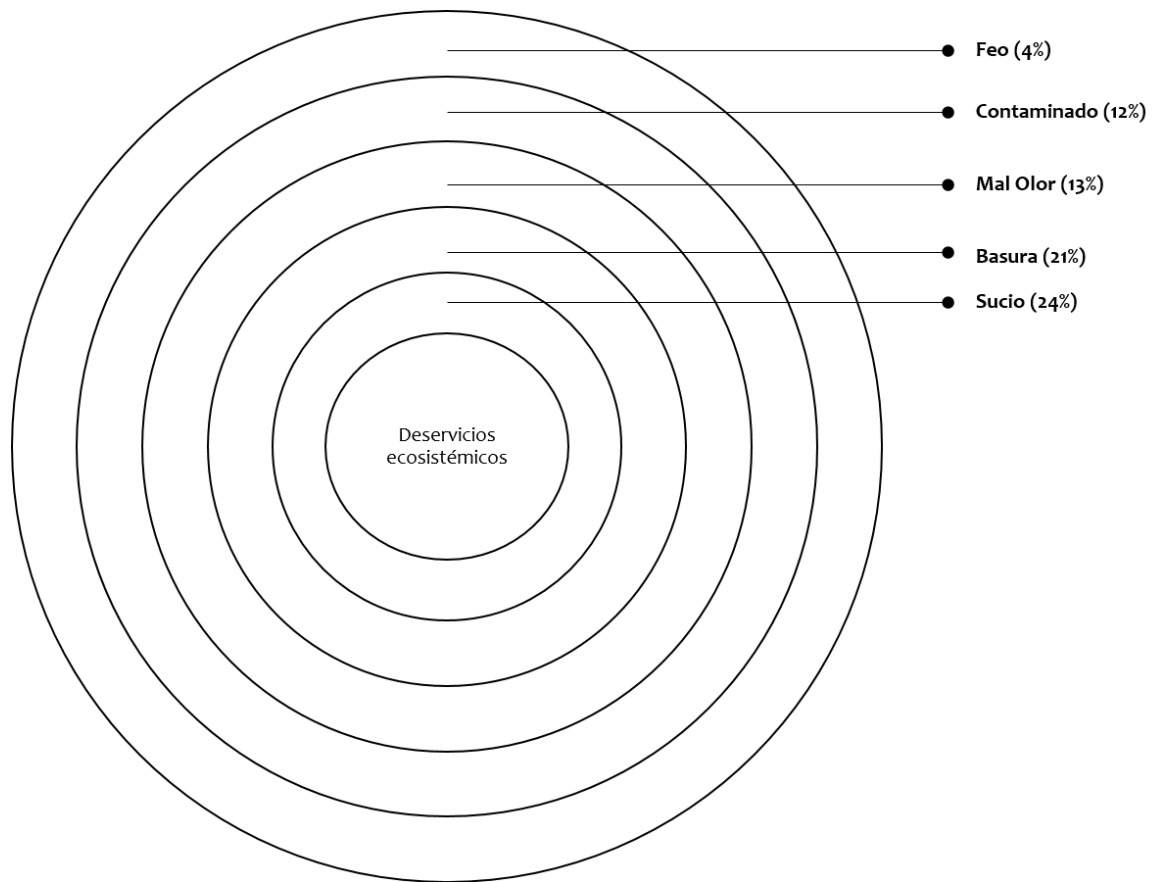 Feo (4%)
Contaminado (12%)
Mal Olor (13%)
Basura (21%)
Sucio (24%)
Deservicios
ecosistémicos